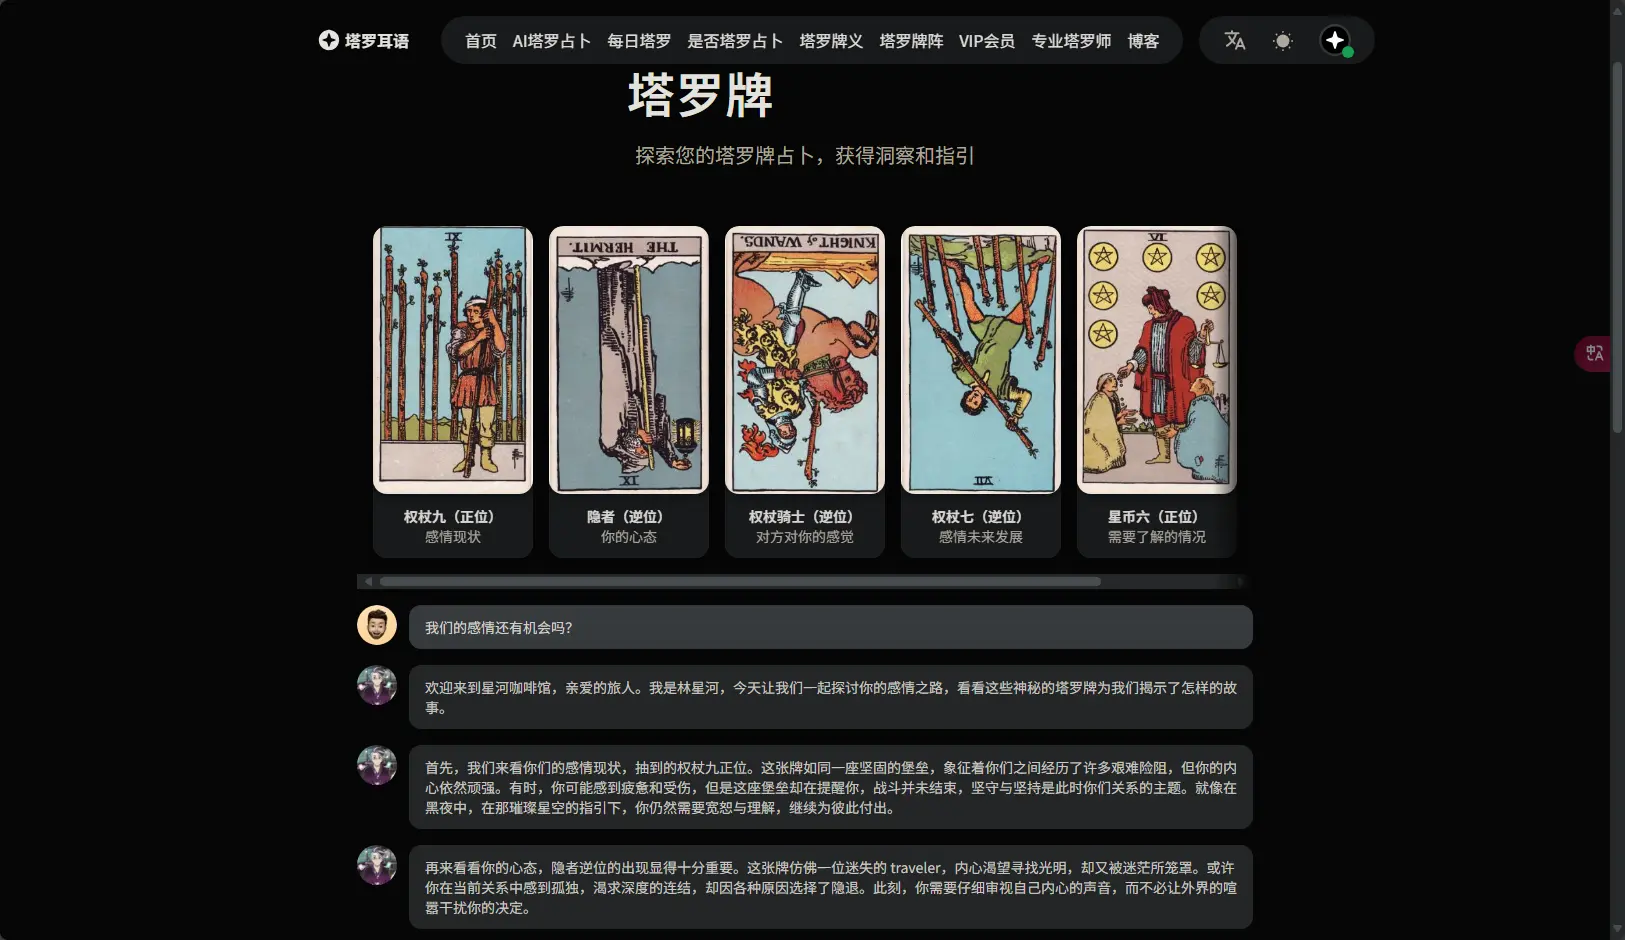 塔罗耳语
首页 AI塔罗占卜 每日塔罗 是否塔罗占卜 塔罗牌义 塔罗牌阵 VIP会员 专业塔罗师 博客
塔罗牌
探索您的塔罗牌占卜，获得洞察和指引
IX
THE HERMIT.
IX
KNIGHT of WANDS.
VII
VI
权杖九（正位）
感情现状
隐者（逆位）
你的心态
权杖骑士（逆位）
对方对你的感觉
权杖七（逆位）
感情未来发展
星币六（正位）
需要了解的情况
我们的感情还有机会吗？
欢迎来到星河咖啡馆，亲爱的旅人。我是林星河，今天让我们一起探讨你的感情之路，看看这些神秘的塔罗牌为我们揭示了怎样的故
事。
首先，我们来看你们的感情现状，抽到的权杖九正位。这张牌如同一座坚固的堡垒，象征着你们之间经历了许多艰难险阻，但你的内
心依然顽强。有时，你可能感到疲惫和受伤，但是这座堡垒却在提醒你，战斗并未结束，坚守与坚持是此时你们关系的主题。就像在
黑夜中，在那璀璨星空的指引下，你仍然需要宽恕与理解，继续为彼此付出。
再来看看你的心态，隐者逆位的出现显得十分重要。这张牌仿佛一位迷失的 traveler，内心渴望寻找光明，却又被迷茫所笼罩。或许
你在当前关系中感到孤独，渴求深度的连结，却因各种原因选择了隐退。此刻，你需要仔细审视自己内心的声音，而不必让外界的喧
嚣干扰你的决定。